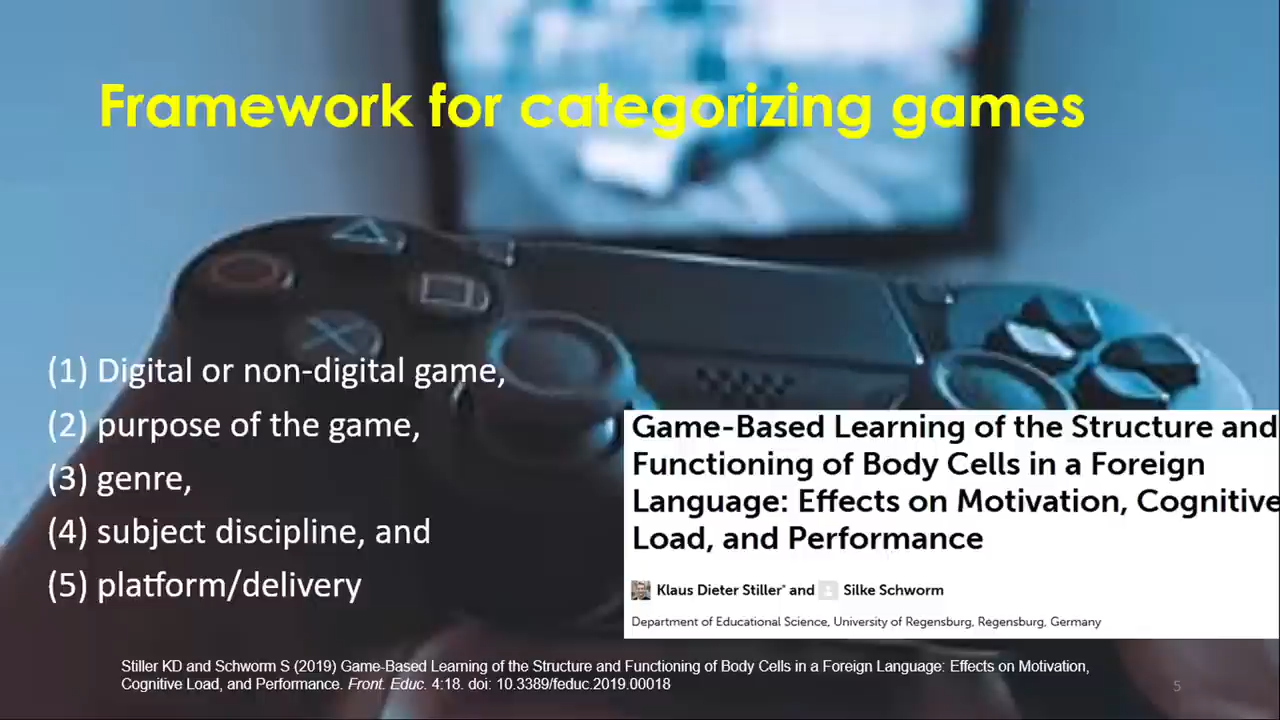 Framework for categorizing games
(1) Digital or non-digital game,
(2) purpose of the game,
(3) genre,
(4) subject discipline, and
(5) platform/delivery
Game-Based Learning of the Structure and
Functioning of Body Cells in a Foreign
Language: Effects on Motivation, Cognitive
Load, and Performance
Klaus Dieter Stiller* and Silke Schworm
Department of Educational Science, University of Regensburg, Regensburg, Germany
Stiller KD and Schworm S (2019) Game-Based Learning of the Structure and Functioning of Body Cells in a Foreign Language: Effects on Motivation,
Cognitive Load, and Performance. Front. Educ. 4:18. doi: 10.3389/feduc.2019.00018
5